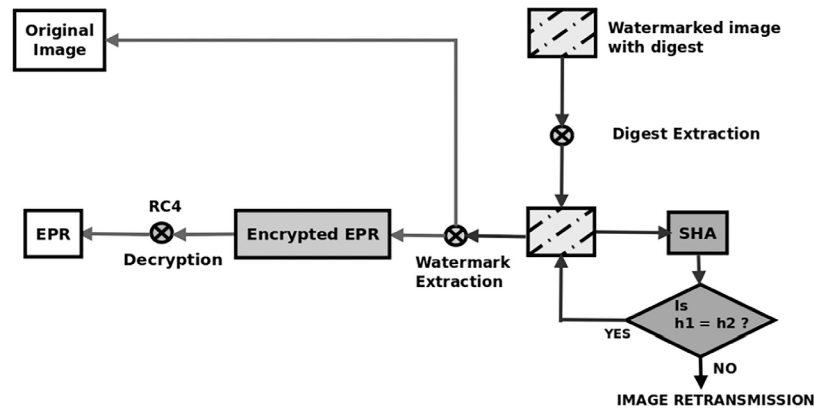 Original
Image
Watermarked image
with digest
Digest Extraction
RC4
EPR
Encrypted EPR
SHA
Decryption
Watermark
Extraction
Is
h1 = h2 ?
YES
NO
IMAGE RETRANSMISSION